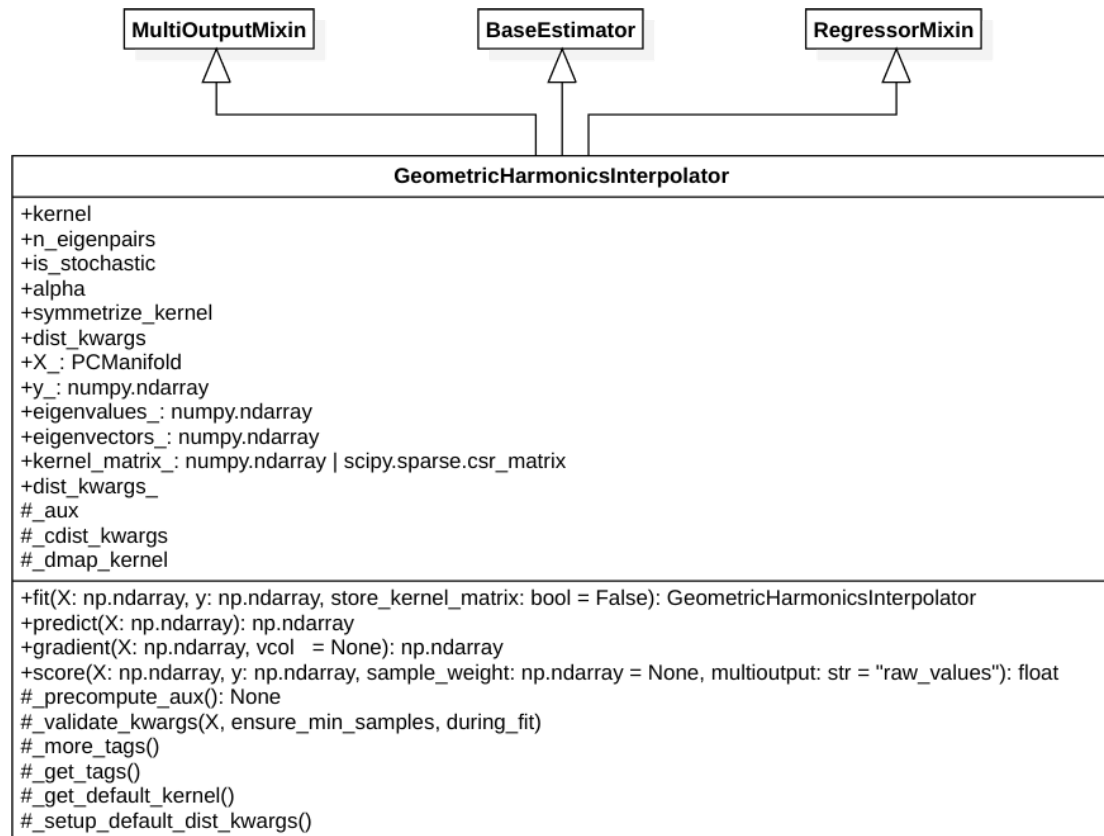 MultiOutputMixin
BaseEstimator
RegressorMixin
GeometricHarmonicsInterpolator
+kernel
+n_eigenpairs
+is_stochastic
+alpha
+symmetrize_kernel
+dist_kwargs
+X_: PCManifold
+y_: numpy.ndarray
+eigenvalues_: numpy.ndarray
+eigenvectors_: numpy.ndarray
+kernel_matrix_: numpy.ndarray | scipy.sparse.csr_matrix
+dist_kwargs_
#_aux
#_cdist_kwargs
#_dmap_kernel
+fit(X: np.ndarray, y: np.ndarray, store_kernel_matrix: bool = False): GeometricHarmonicsInterpolator
+predict(X: np.ndarray): np.ndarray
+gradient(X: np.ndarray, vcol   = None): np.ndarray
+score(X: np.ndarray, y: np.ndarray, sample_weight: np.ndarray = None, multioutput: str = "raw_values"): float
#_precompute_aux(): None
#_validate_kwargs(X, ensure_min_samples, during_fit)
#_more_tags()
#_get_tags()
#_get_default_kernel()
#_setup_default_dist_kwargs()